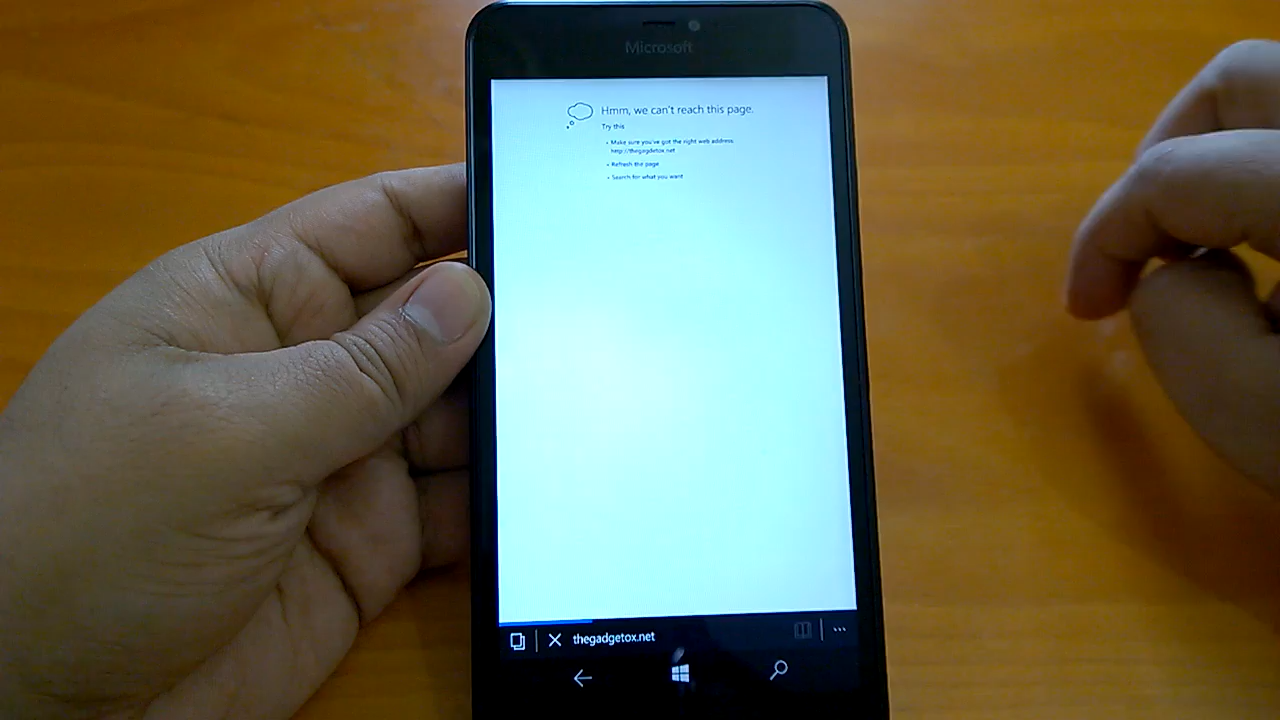 Microsoft
Hmm, we can't reach this page.
Try this
• Make sure you've got the right web address:
http://thegagdetox.net
• Refresh the page
• Search for what you want
thegadgetox.net